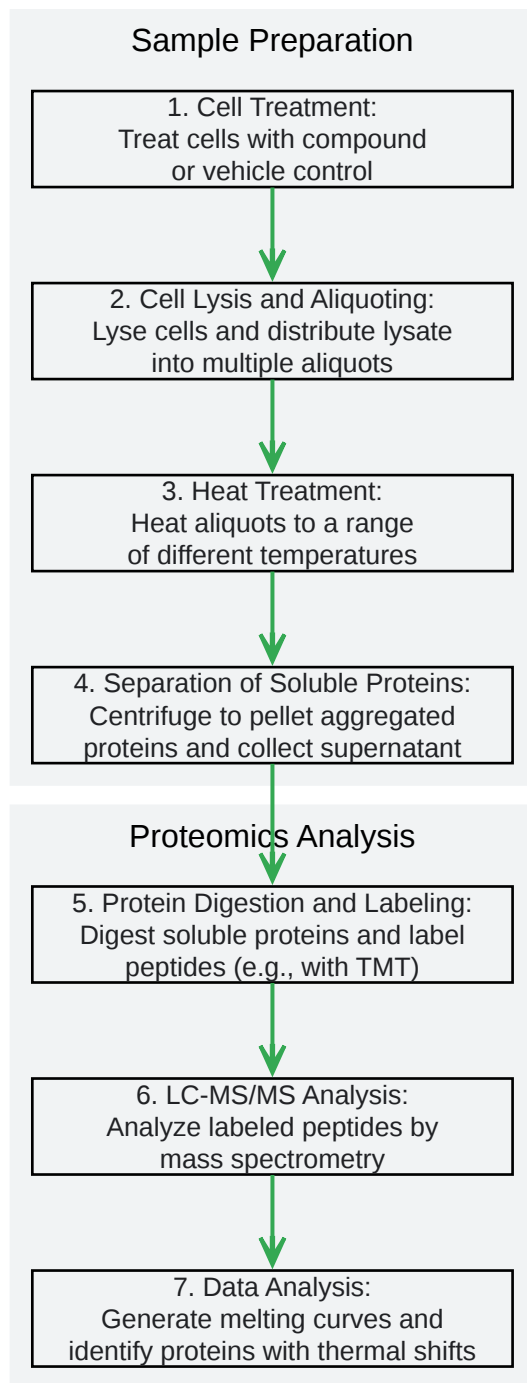 Sample Preparation
1. Cell Treatment:
Treat cells with compound
or vehicle control
2. Cell Lysis and Aliquoting:
Lyse cells and distribute lysate
into multiple aliquots
3. Heat Treatment:
Heat aliquots to a range
of different temperatures
4. Separation of Soluble Proteins:
Centrifuge to pellet aggregated
proteins and collect supernatant
Proteomics Analysis
5. Protein Digestion and Labeling:
Digest soluble proteins and label
peptides (e.g., with TMT)
6. LC-MS/MS Analysis:
Analyze labeled peptides by
mass spectrometry
7. Data Analysis:
Generate melting curves and
identify proteins with thermal shifts